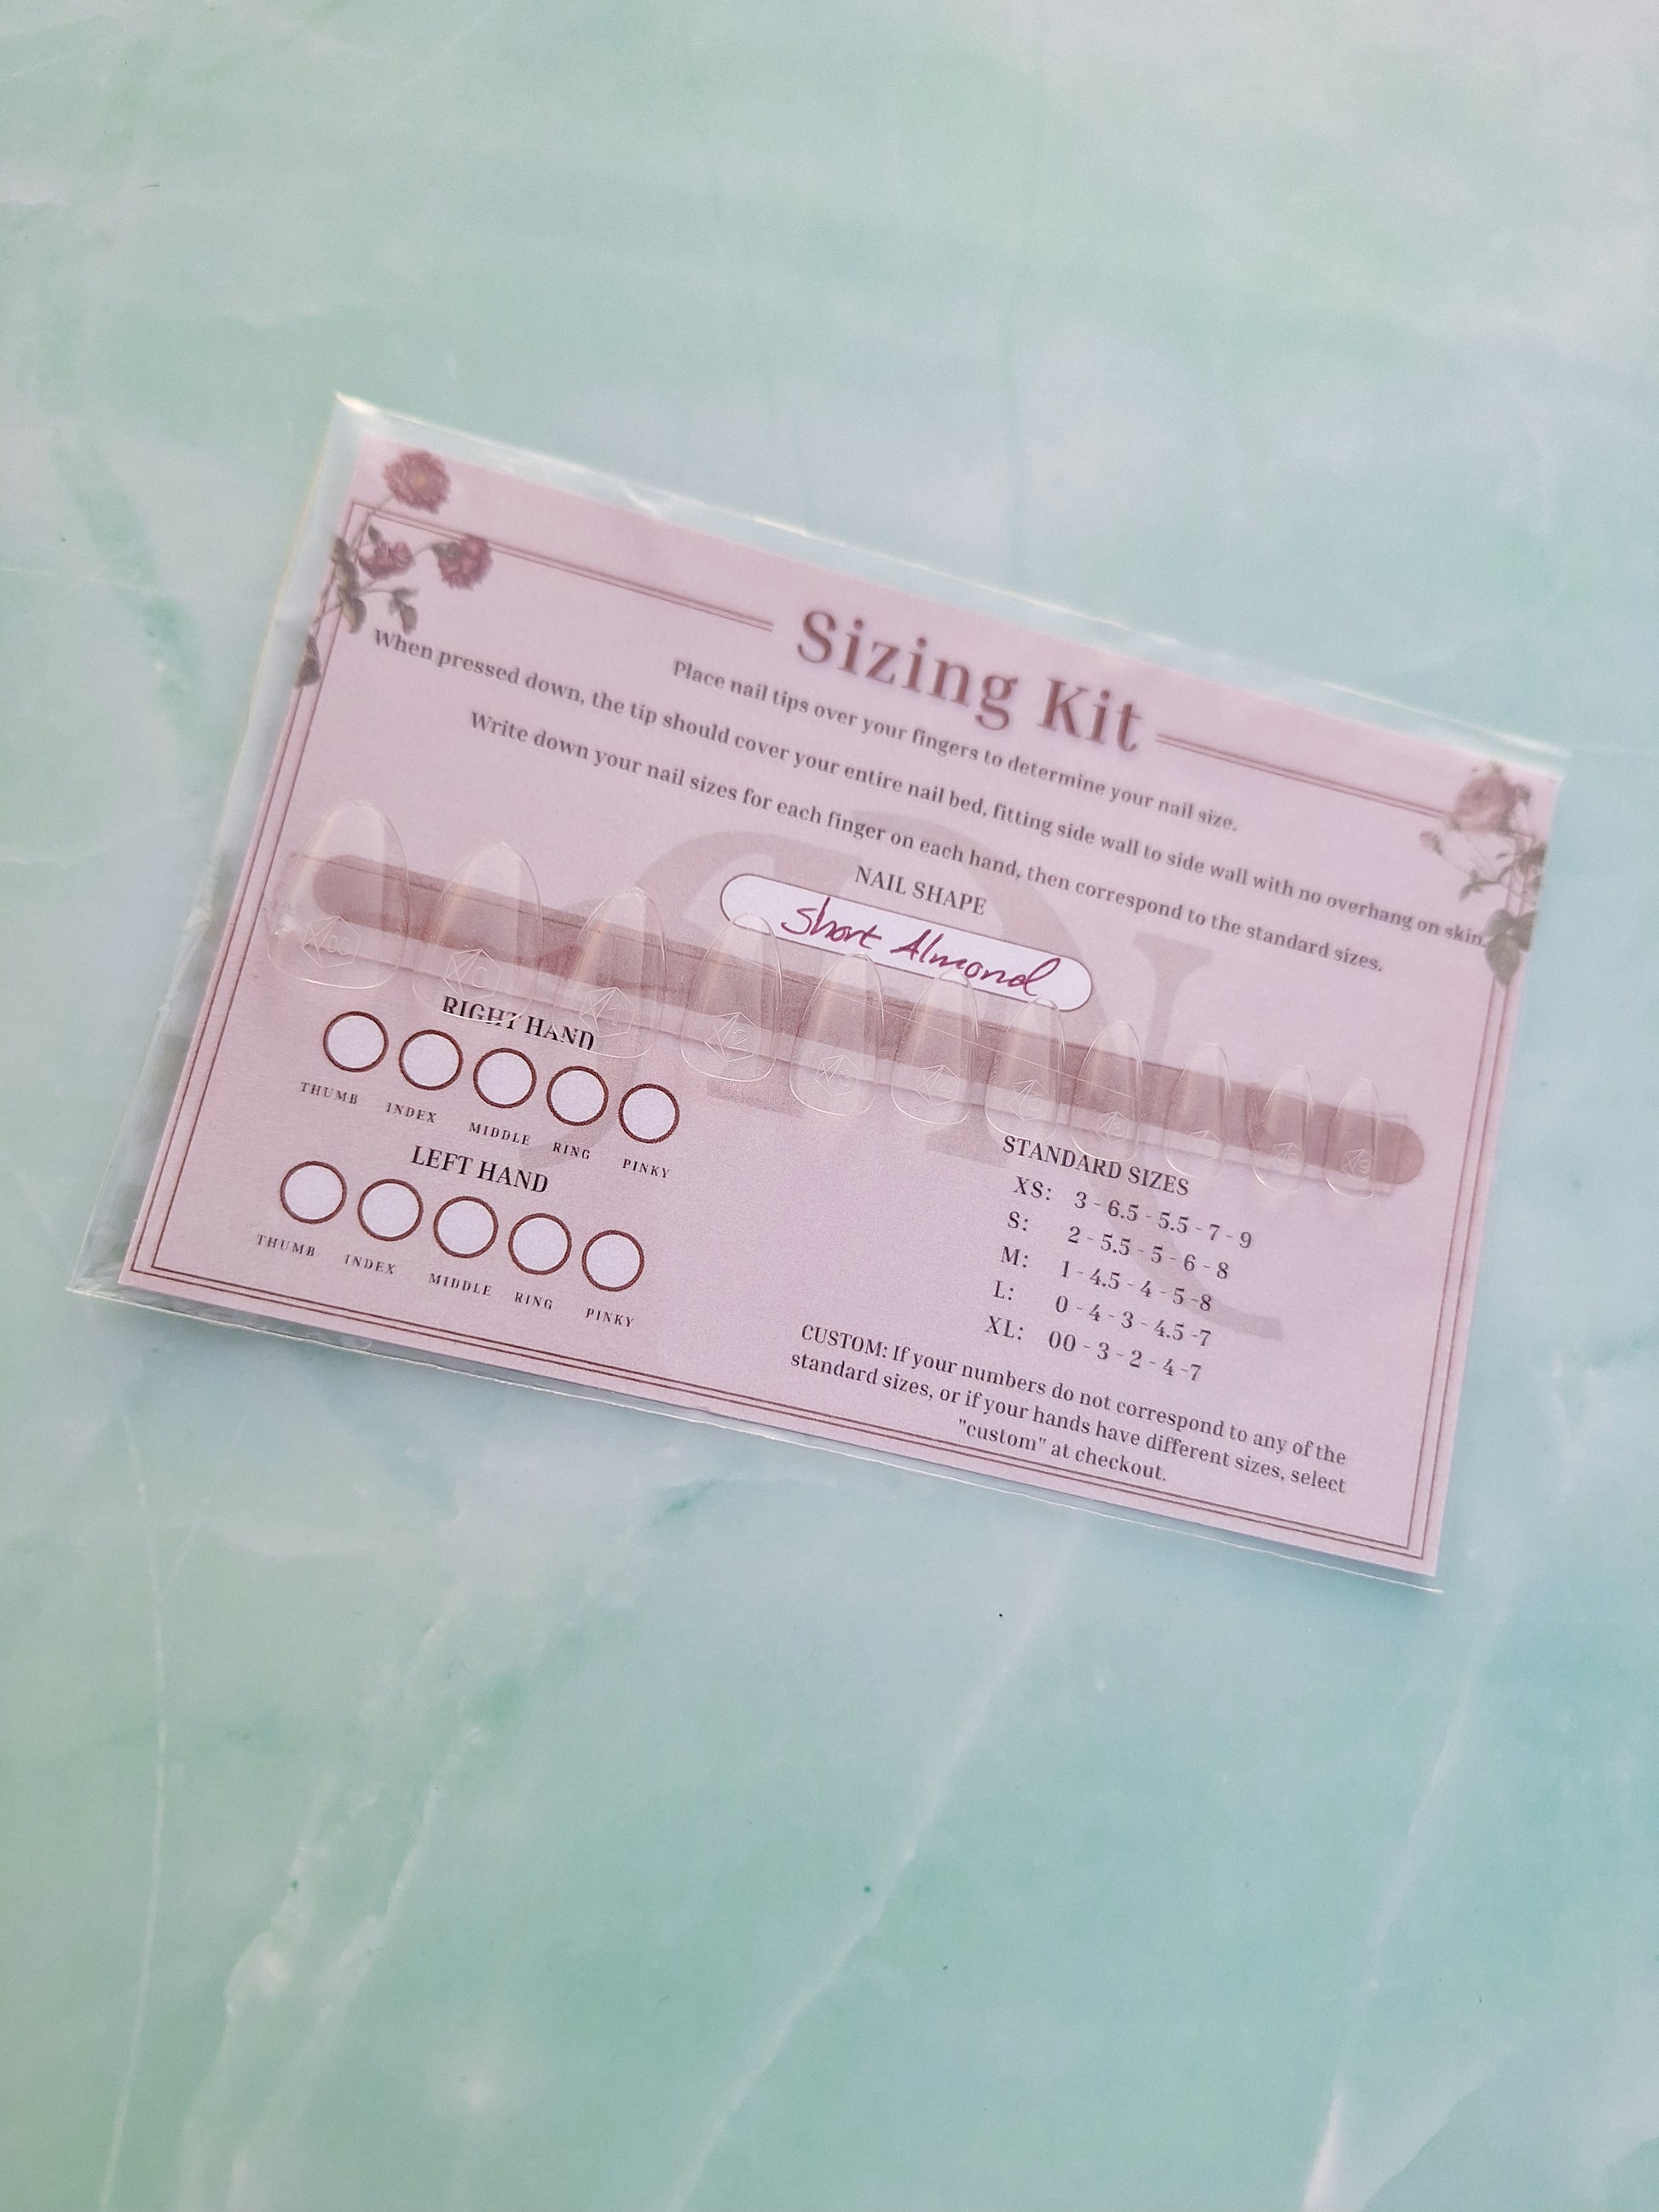 Sizing Kit
Place nail tips over your fingers to determine your nail size.
When pressed down, the tip should cover your entire nail bed, fitting side wall to side wall with no overhang on skin.
Write down your nail sizes for each finger on each hand, then correspond to the standard sizes.
NAIL SHAPE
Short Almond
RIGHT HAND
THUMB INDEX MIDDLE RING PINKY
LEFT HAND
THUMB INDEX MIDDLE RING PINKY
STANDARD SIZES
XS: 3 - 6.5 - 5.5 - 7 - 9
S: 2 - 5.5 - 5 - 6 - 8
M: 1 - 4.5 - 4 - 5 -8
L: 0 - 4 - 3 - 4.5 -7
XL: 00 - 3 - 2 - 4 -7
CUSTOM: If your numbers do not correspond to any of the
standard sizes, or if your hands have different sizes, select
"custom" at checkout.